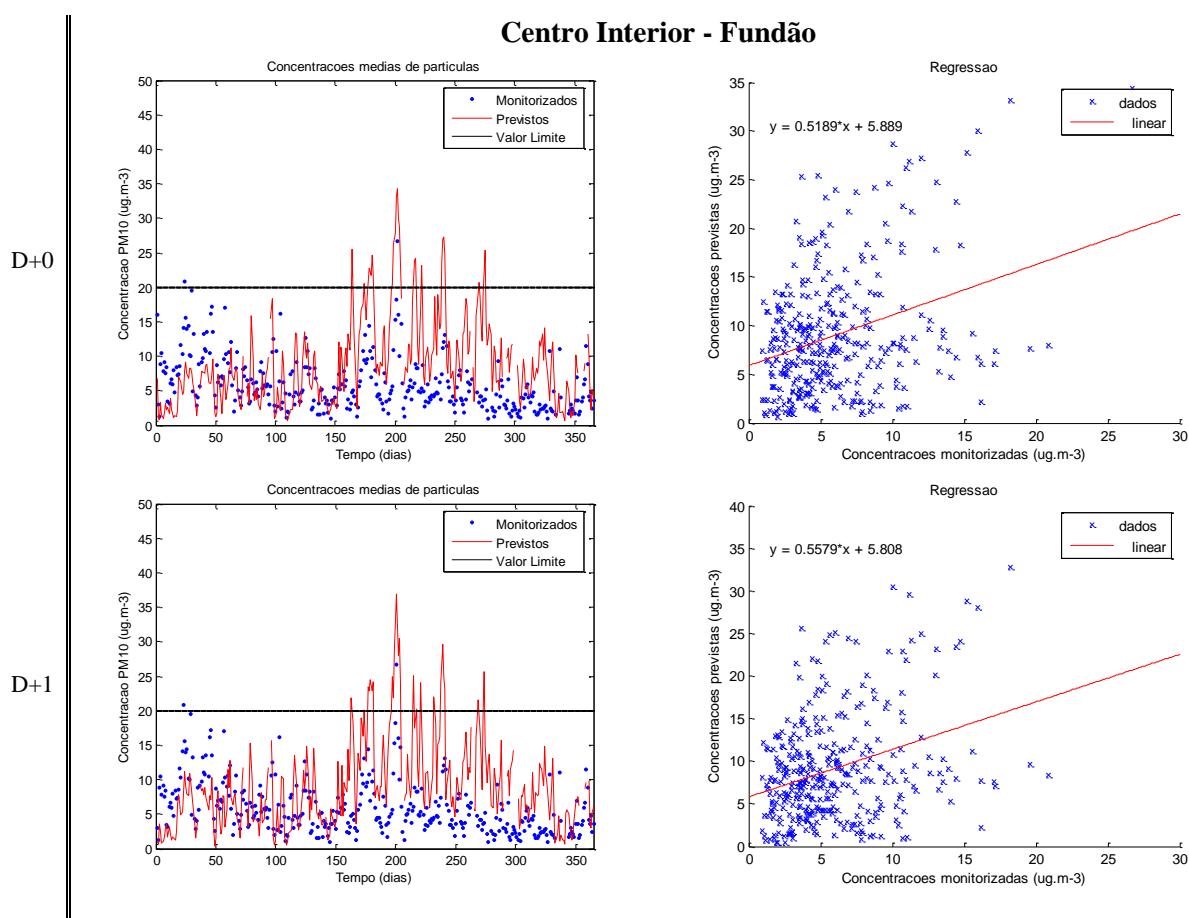 Centro Interior - Fundão
D+0
Concentracoes medias de particulas
Concentracao PM10 (ug.m-3)
50
45
40
35
30
25
20
15
10
5
0
Monitorizados
Previstos
Valor Limite
0 50 100 150 200 250 300 350
Tempo (dias)
Regressao
Concentracoes previstas (ug.m-3)
35
30
25
20
15
10
5
0
y = 0.5189*x + 5.889
dados
linear
0 5 10 15 20 25 30
Concentracoes monitorizadas (ug.m-3)
D+1
Concentracoes medias de particulas
Concentracao PM10 (ug.m-3)
50
45
40
35
30
25
20
15
10
5
0
Monitorizados
Previstos
Valor Limite
0 50 100 150 200 250 300 350
Tempo (dias)
Regressao
Concentracoes previstas (ug.m-3)
40
35
30
25
20
15
10
5
0
y = 0.5579*x + 5.808
dados
linear
0 5 10 15 20 25 30
Concentracoes monitorizadas (ug.m-3)